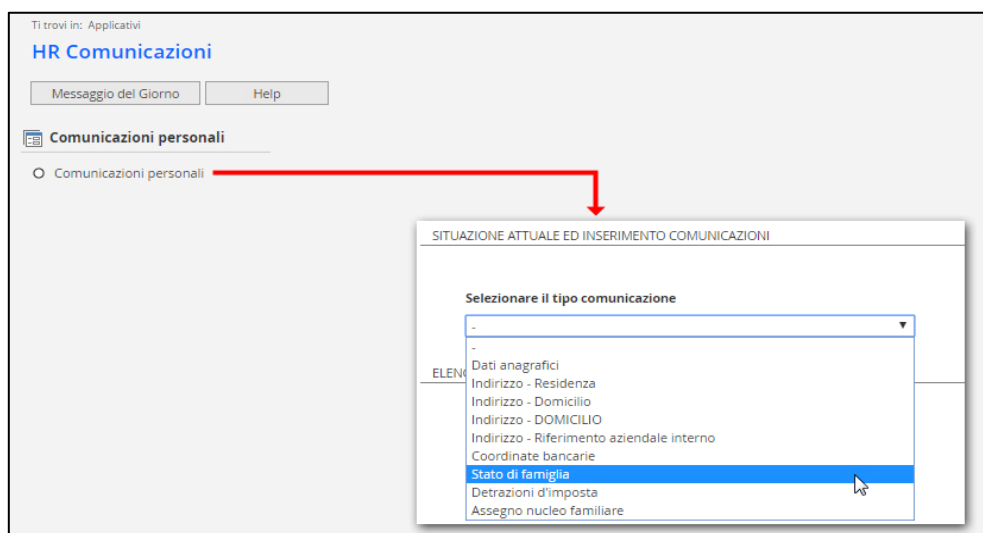 Ti trovi in: Applicativi
HR Comunicazioni
Messaggio del Giorno Help
Comunicazioni personali
Comunicazioni personali
SITUAZIONE ATTUALE ED INSERIMENTO COMUNICAZIONI
Selezionare il tipo comunicazione
-
-
Dati anagrafici
Indirizzo - Residenza
Indirizzo - Domicilio
Indirizzo - DOMICILIO
Indirizzo - Riferimento aziendale interno
Coordinate bancarie
Stato di famiglia
Detrazioni d'imposta
Assegno nucleo familiare